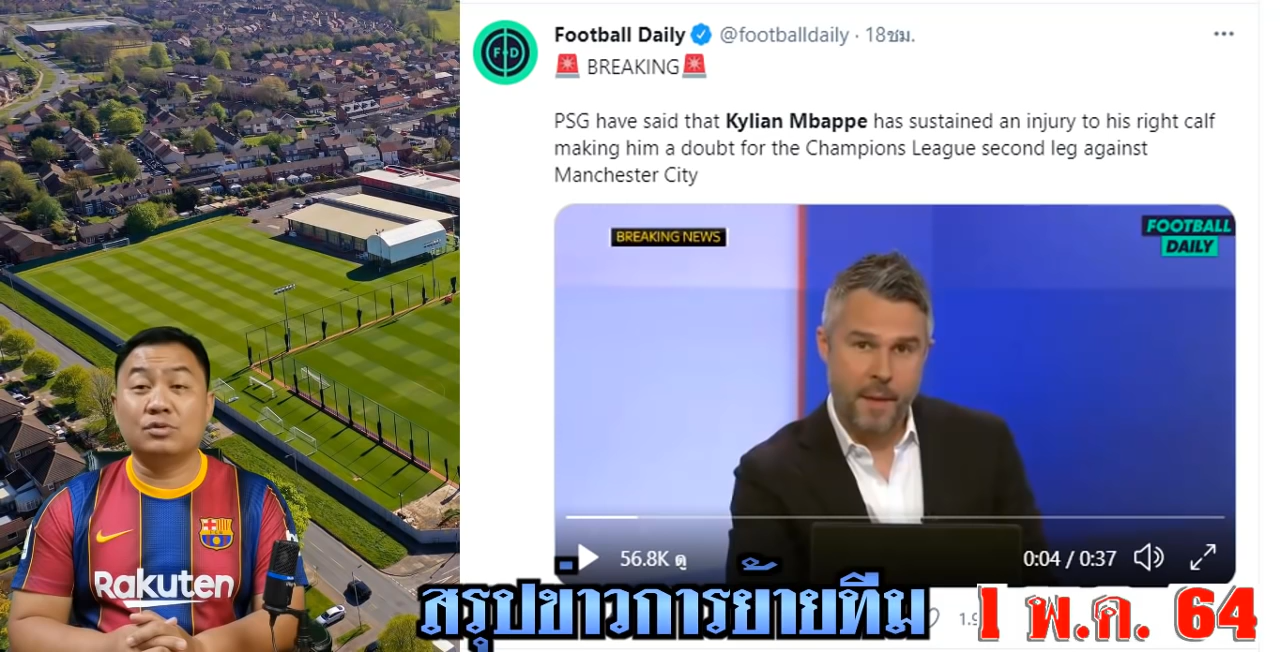 Football Daily @footballdaily · 18ชม.
BREAKING
PSG have said that Kylian Mbappe has sustained an injury to his right calf
making him a doubt for the Champions League second leg against
Manchester City
BREAKING NEWS
FOOTBALL
DAILY
F D
Rakuten
56.8K ดู
0:04 / 0:37
สรุปข่าวการย้ายทีม 1 พ.ค. 64